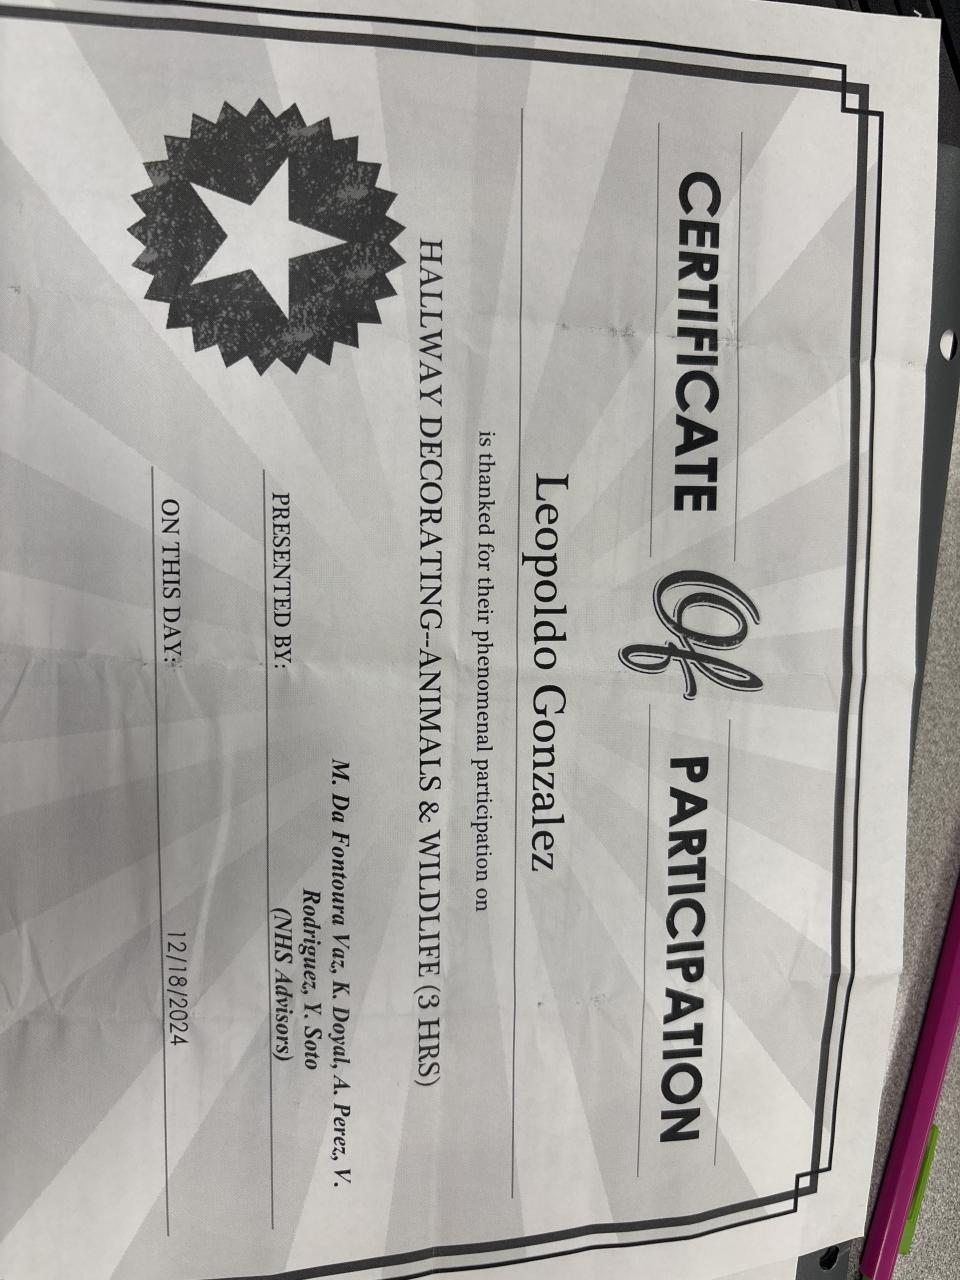 CERTIFICATE Of PARTICIPATION
Leopoldo Gonzalez
is thanked for their phenomenal participation on
HALLWAY DECORATING--ANIMALS & WILDLIFE (3 HRS)
M. Da Fontoura Vaz, K. Doyal, A. Perez, V.
Rodriguez, Y. Soto
PRESENTED BY: (NHS Advisors)
ON THIS DAY: 12/18/2024